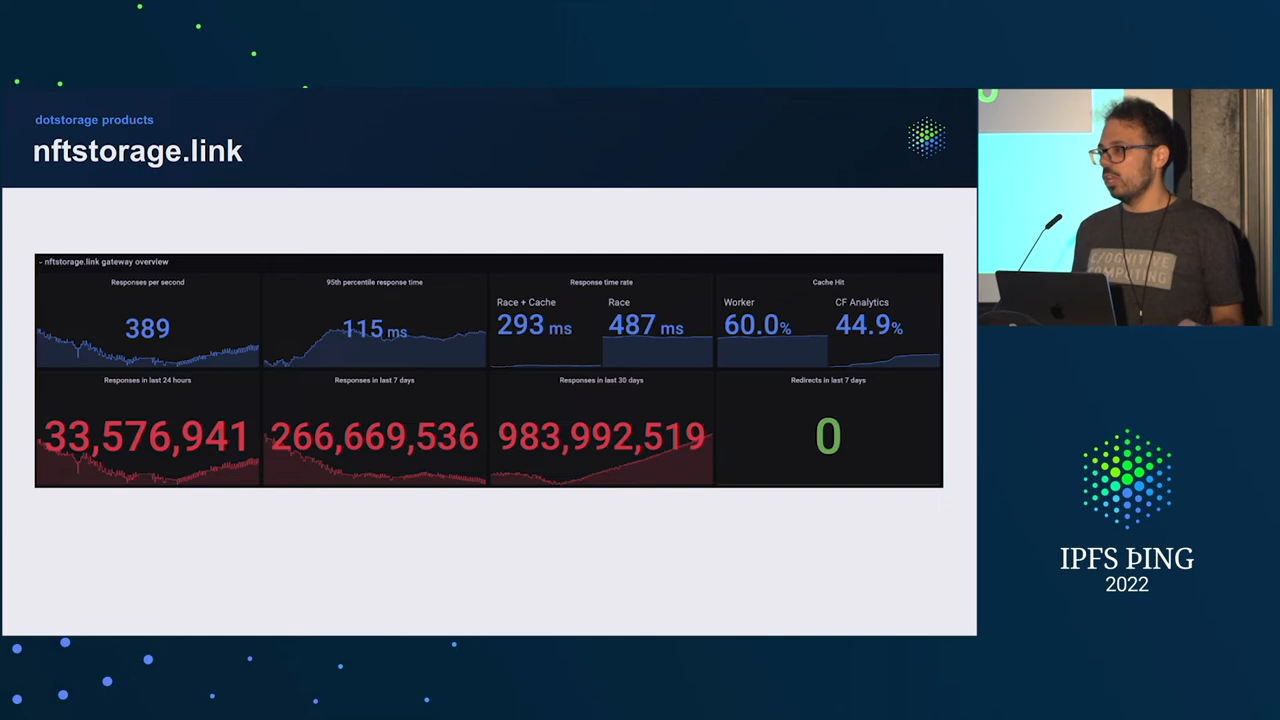 dotstorage products
nftstorage.link
- nftstorage.link gateway overview
Responses per second
389
95th percentile response time
115 ms
Response time rate
Race + Cache
293 ms
Race
487 ms
Cache Hit
Worker
60.0%
CF Analytics
44.9%
Responses in last 24 hours
33,576,941
Responses in last 7 days
266,669,536
Responses in last 30 days
983,992,519
Redirects in last 7 days
0
C/OGNITIVE
COMPUTING
IPFS ÞING
2022